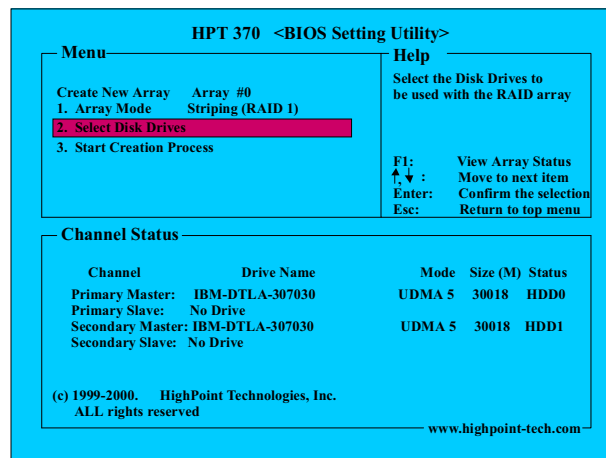 HPT 370 <BIOS Setting Utility>
Menu
Create New Array Array #0
1. Array Mode Striping (RAID 1)
2. Select Disk Drives
3. Start Creation Process
Help
Select the Disk Drives to
be used with the RAID array
F1: View Array Status
↑, ↓ : Move to next item
Enter: Confirm the selection
Esc: Return to top menu
Channel Status
Channel Drive Name Mode Size (M) Status
Primary Master: IBM-DTLA-307030 UDMA 5 30018 HDD0
Primary Slave: No Drive
Secondary Master: IBM-DTLA-307030 UDMA 5 30018 HDD1
Secondary Slave: No Drive
(c) 1999-2000. HighPoint Technologies, Inc.
ALL rights reserved
www.highpoint-tech.com